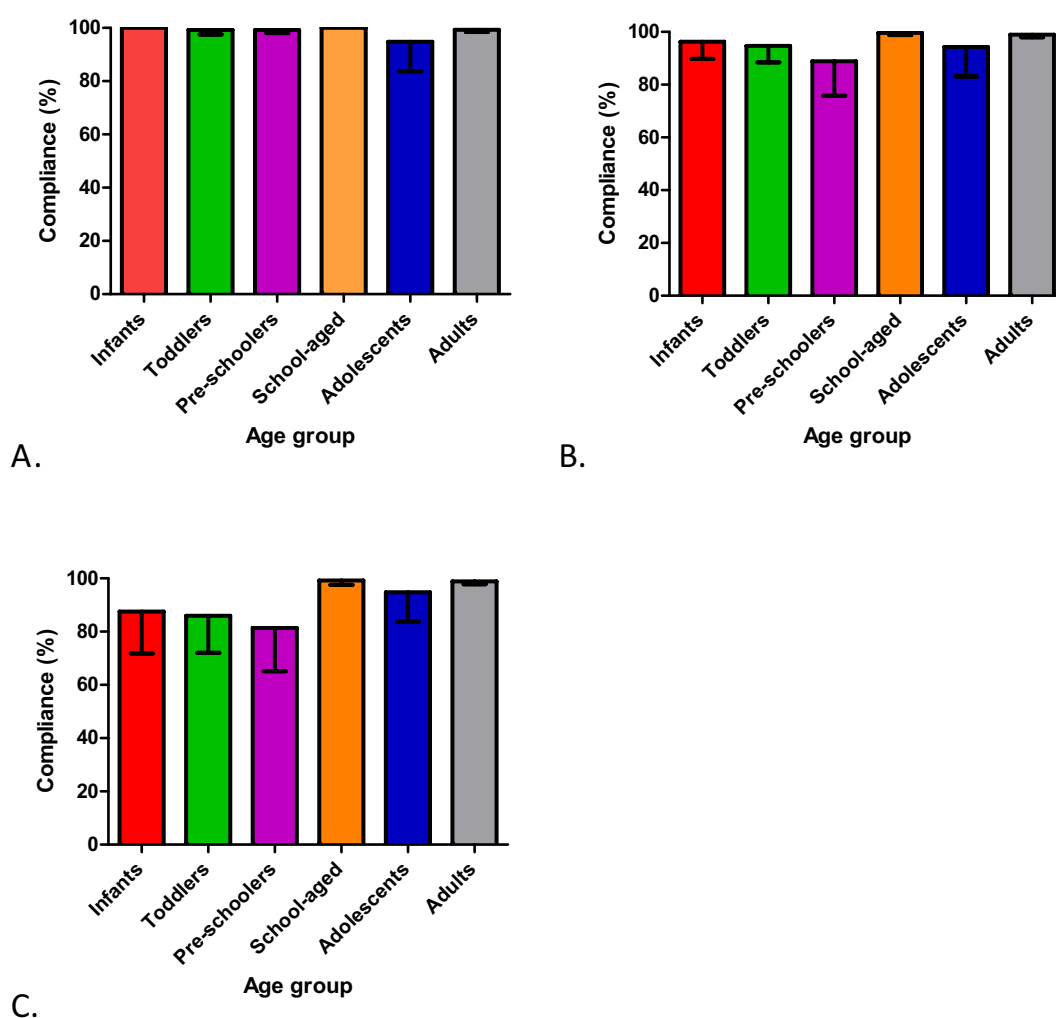 Compliance (%)
100
80
60
40
20
0
Infants
Toddlers
Pre-schoolers
School-aged
Adolescents
Adults
Age group
A.
Compliance (%)
100
80
60
40
20
0
Infants
Toddlers
Pre-schoolers
School-aged
Adolescents
Adults
Age group
B.
Compliance (%)
100
80
60
40
20
0
Infants
Toddlers
Pre-schoolers
School-aged
Adolescents
Adults
Age group
C.